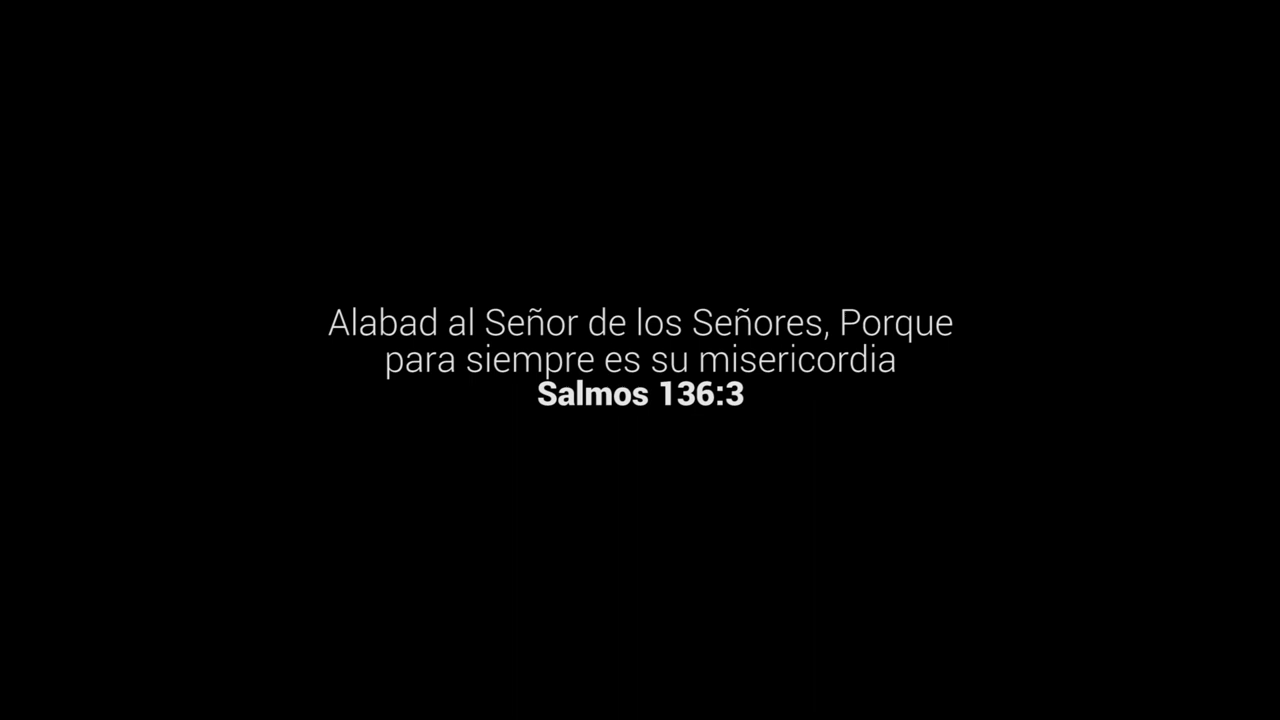 Alabad al Señor de los Señores, Porque
para siempre es su misericordia
Salmos 136:3